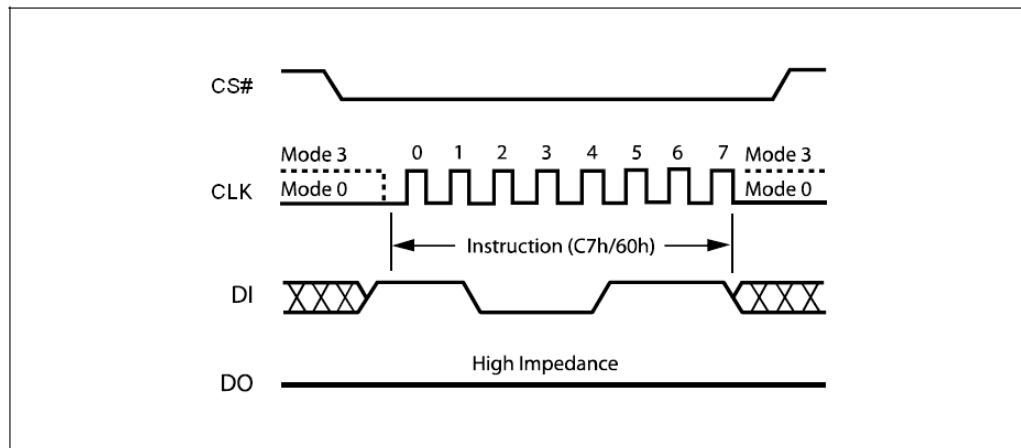 CS#
Mode 3 0 1 2 3 4 5 6 7 Mode 3
CLK Mode 0 Mode 0
Instruction (C7h/60h)
DI
High Impedance
DO